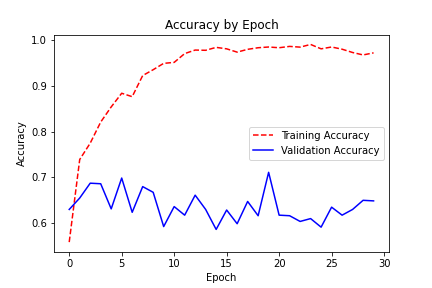 Accuracy by Epoch
1.0
0.9
0.8
0.7
0.6
Accuracy
Training Accuracy
Validation Accuracy
0 5 10 15 20 25 30
Epoch